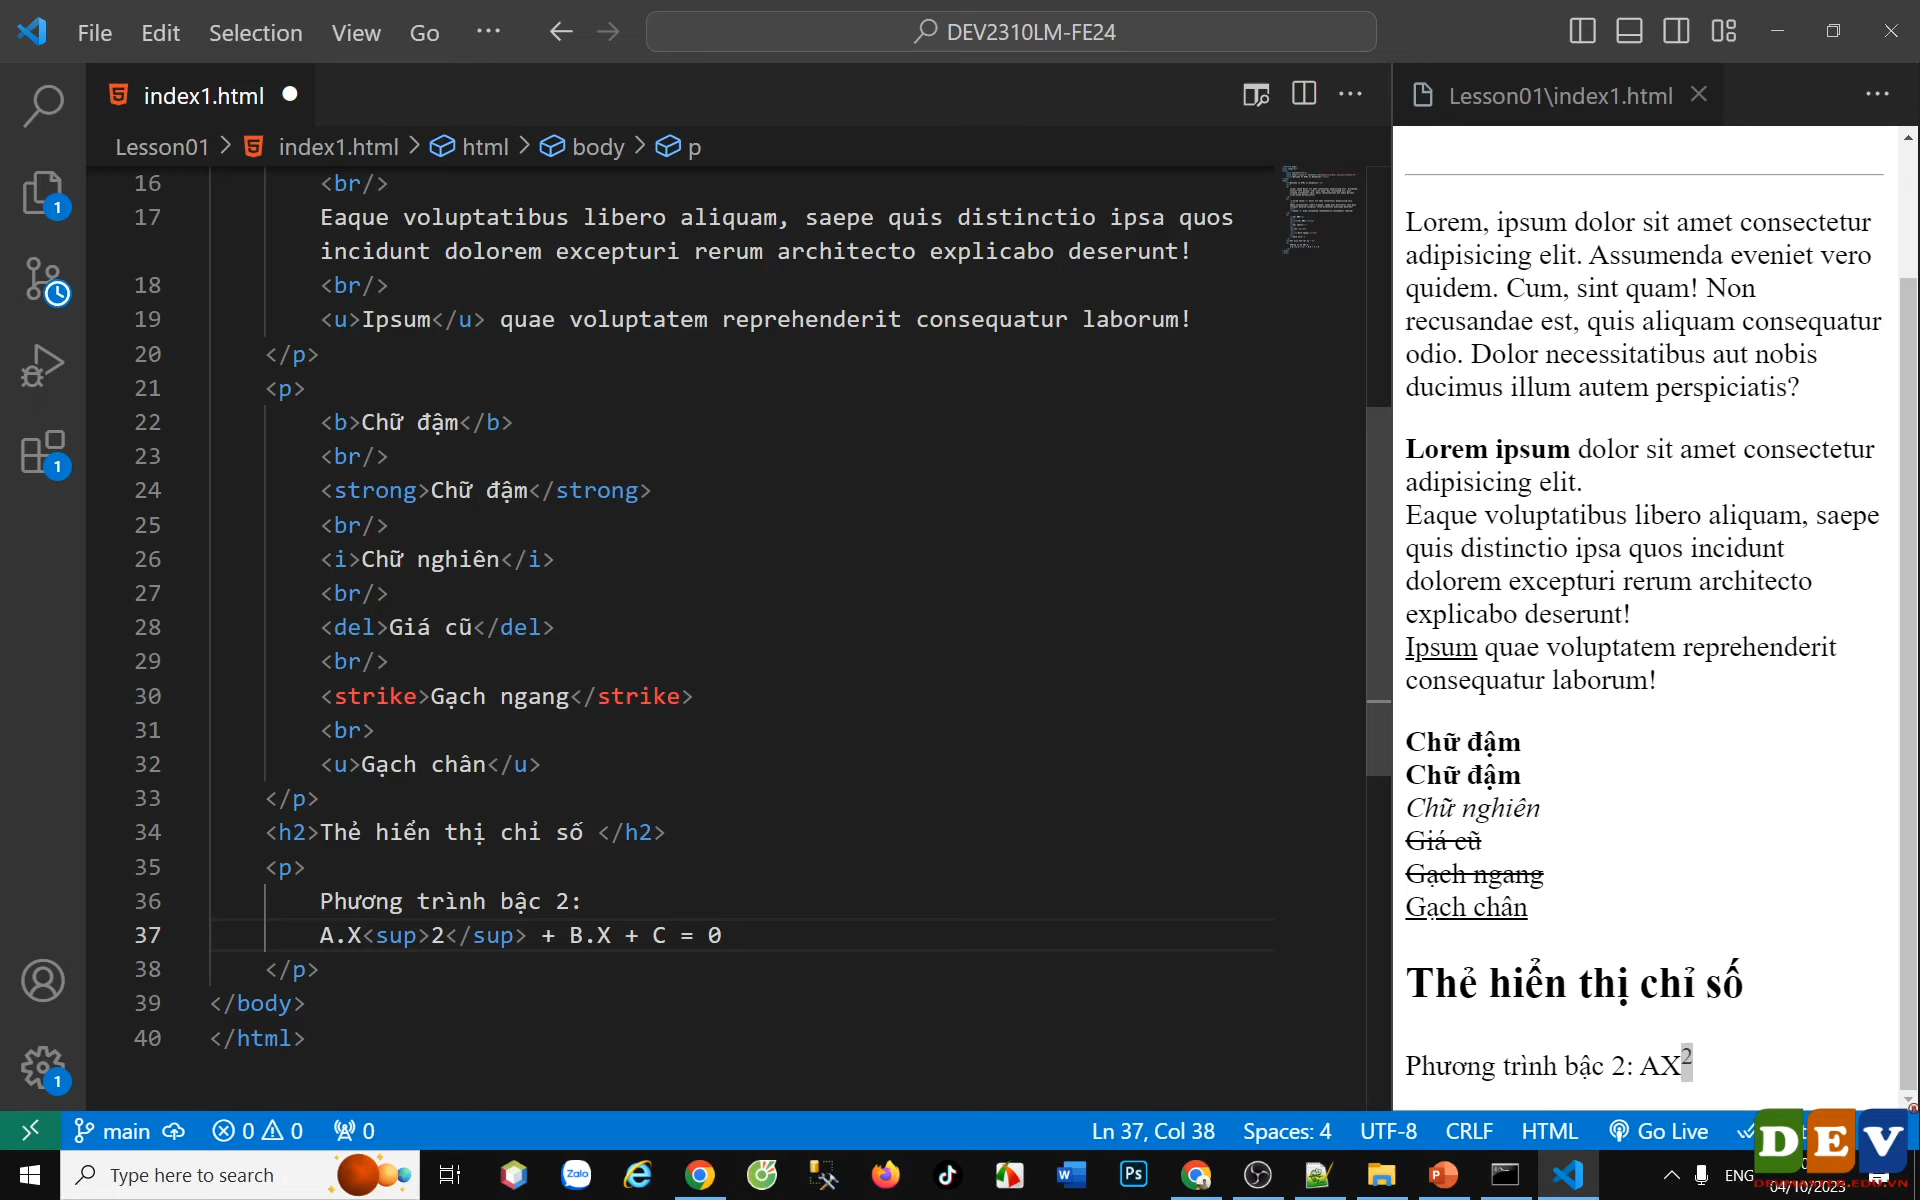 File Edit Selection View Go ··· DEV2310LM-FE24
index1.html
Lesson01\index1.html
Lesson01 > index1.html > html > body > p
16 <br/>
17 Eaque voluptatibus libero aliquam, saepe quis distinctio ipsa quos
incidunt dolorem excepturi rerum architecto explicabo deserunt!
18 <br/>
19 <u>Ipsum</u> quae voluptatem reprehenderit consequatur laborum!
20 </p>
21 <p>
22 <b>Chữ đậm</b>
23 <br/>
24 <strong>Chữ đậm</strong>
25 <br/>
26 <i>Chữ nghiên</i>
27 <br/>
28 <del>Giá cũ</del>
29 <br/>
30 <strike>Gạch ngang</strike>
31 <br>
32 <u>Gạch chân</u>
33 </p>
34 <h2>Thẻ hiển thị chỉ số </h2>
35 <p>
36 Phương trình bậc 2:
37 A.X<sup>2</sup> + B.X + C = 0
38 </p>
39 </body>
40 </html>
1
1
1
Lorem, ipsum dolor sit amet consectetur
adipisicing elit. Assumenda eveniet vero
quidem. Cum, sint quam! Non
recusandae est, quis aliquam consequatur
odio. Dolor necessitatibus aut nobis
ducimus illum autem perspiciatis?
Lorem ipsum dolor sit amet consectetur
adipisicing elit.
Eaque voluptatibus libero aliquam, saepe
quis distinctio ipsa quos incidunt
dolorem excepturi rerum architecto
explicabo deserunt!
Ipsum quae voluptatem reprehenderit
consequatur laborum!
Chữ đậm
Chữ đậm
Chữ nghiên
Giá cũ
Gạch ngang
Gạch chân
Thẻ hiển thị chỉ số
Phương trình bậc 2: AX2
main 0 0 0 Ln 37, Col 38 Spaces: 4 UTF-8 CRLF HTML Go Live
DEV
Type here to search
Zalo
Ps
ENG
04/10/2023
DEVMASTER.EDU.VN